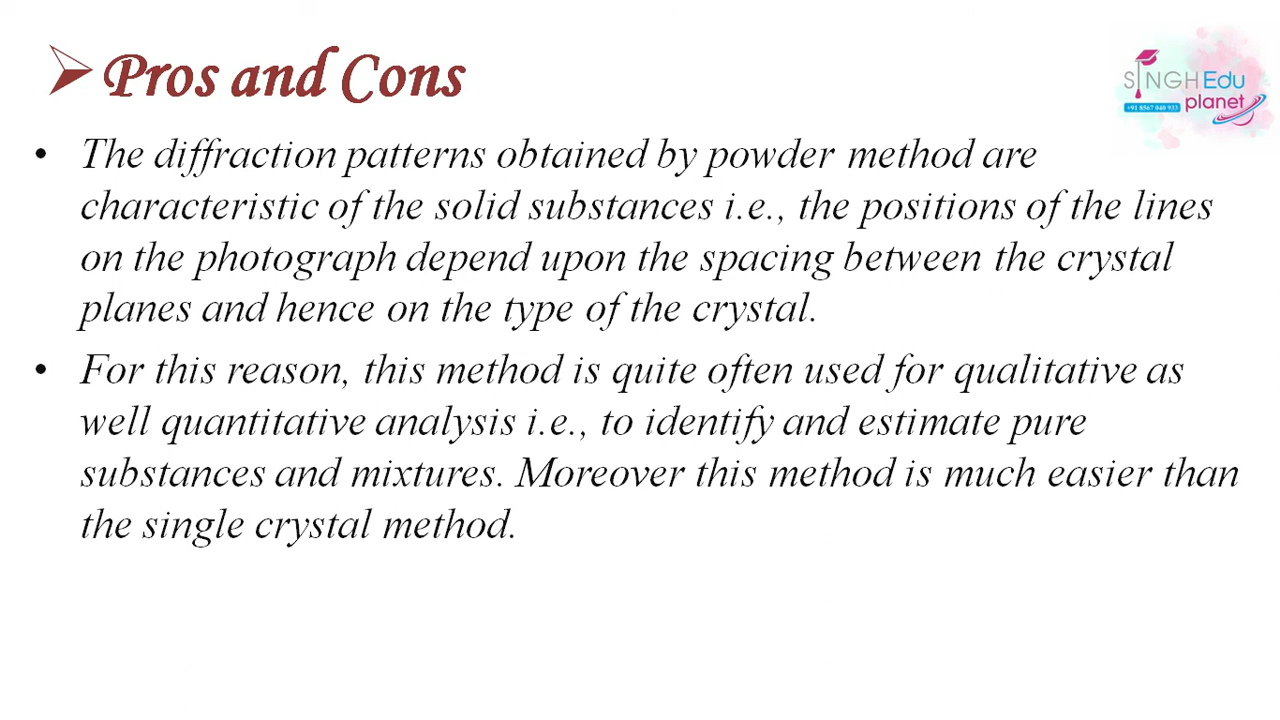 Pros and Cons
SINGH Edu
planet
+91 8567 040 933
• The diffraction patterns obtained by powder method are
characteristic of the solid substances i.e., the positions of the lines
on the photograph depend upon the spacing between the crystal
planes and hence on the type of the crystal.
• For this reason, this method is quite often used for qualitative as
well quantitative analysis i.e., to identify and estimate pure
substances and mixtures. Moreover this method is much easier than
the single crystal method.